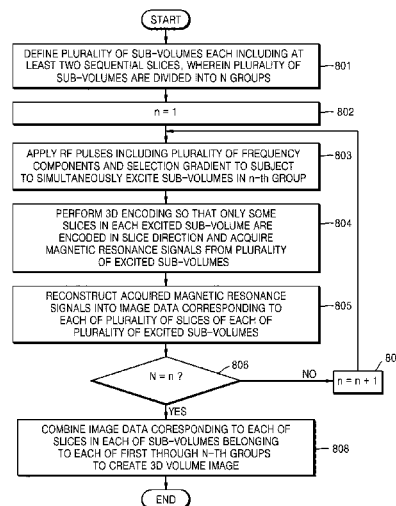 START
DEFINE PLURALITY OF SUB-VOLUMES EACH INCLUDING AT
LEAST TWO SEQUENTIAL SLICES, WHEREIN PLURALITY OF
SUB-VOLUMES ARE DIVIDED INTO N GROUPS
801
n = 1
802
APPLY RF PULSES INCLUDING PLURALITY OF FREQUENCY
COMPONENTS AND SELECTION GRADIENT TO SUBJECT
TO SIMULTANEOUSLY EXCITE SUB-VOLUMES IN n-th GROUP
803
PERFORM 3D ENCODING SO THAT ONLY SOME
SLICES IN EACH EXCITED SUB-VOLUME ARE
ENCODED IN SLICE DIRECTION AND ACQUIRE
MAGNETIC RESONANCE SIGNALS FROM PLURALITY
OF EXCITED SUB-VOLUMES
804
RECONSTRUCT ACQUIRED MAGNETIC RESONANCE
SIGNALS INTO IMAGE DATA CORRESPONDING TO
EACH OF PLURALITY OF SLICES OF EACH OF
PLURALITY OF EXCITED SUB-VOLUMES
805
N = n ?
806
NO
80
n = n + 1
YES
COMBINE IMAGE DATA CORESPONDING TO EACH OF
SLICES IN EACH OF SUB-VOLUMES BELONGING
TO EACH OF FIRST THROUGH N-TH GROUPS
TO CREATE 3D VOLUME IMAGE
808
END